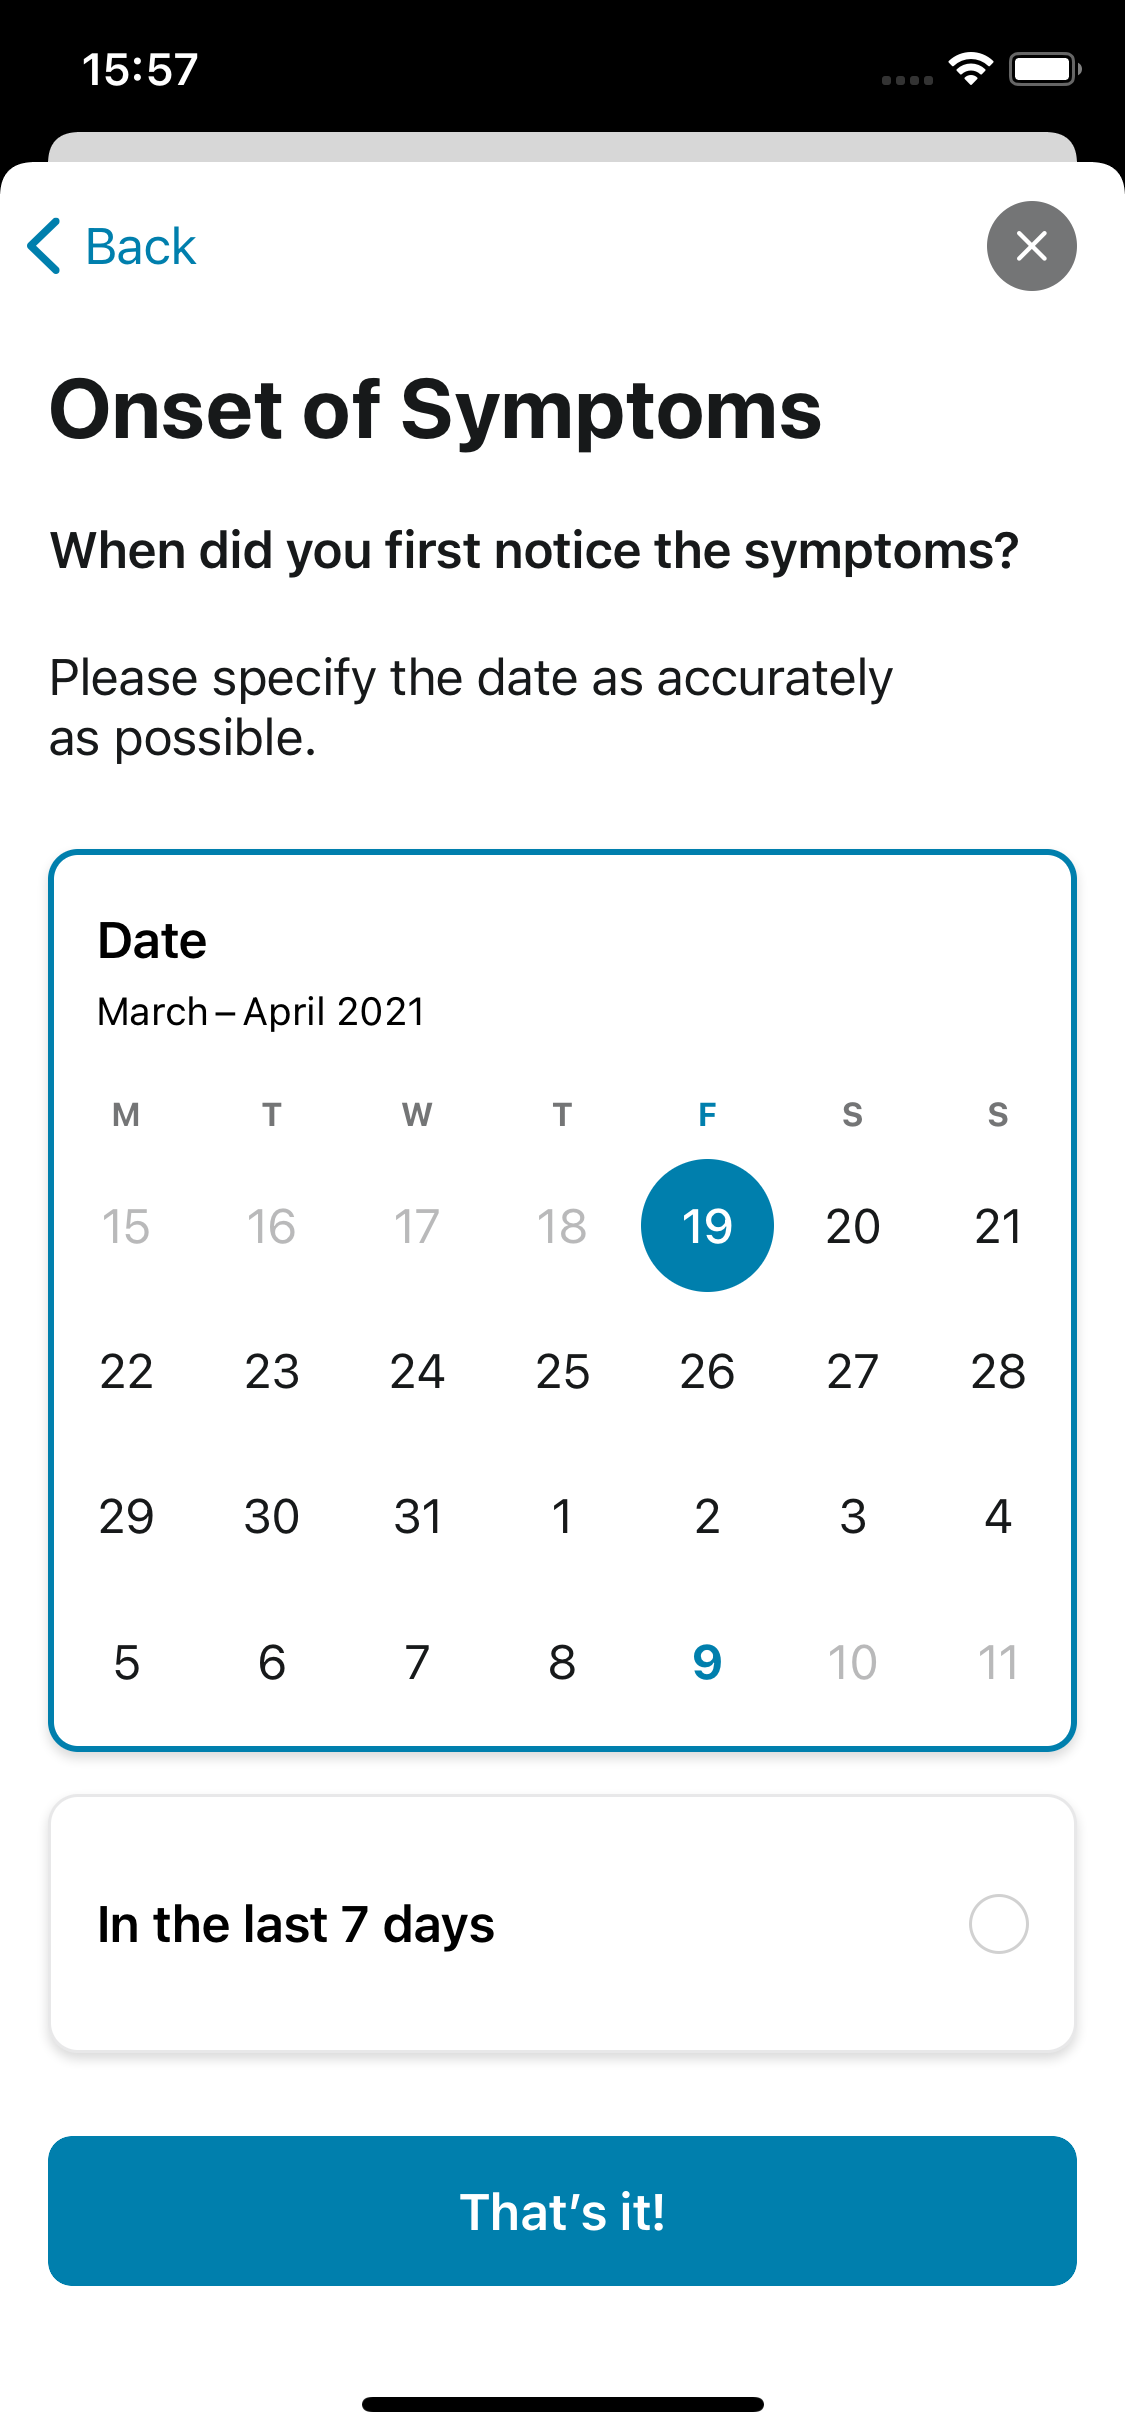 15:57
Back
Onset of Symptoms
When did you first notice the symptoms?
Please specify the date as accurately
as possible.
Date
March – April 2021
M T W T F S S
15 16 17 18 19 20 21
22 23 24 25 26 27 28
29 30 31 1 2 3 4
5 6 7 8 9 10 11
In the last 7 days
That’s it!